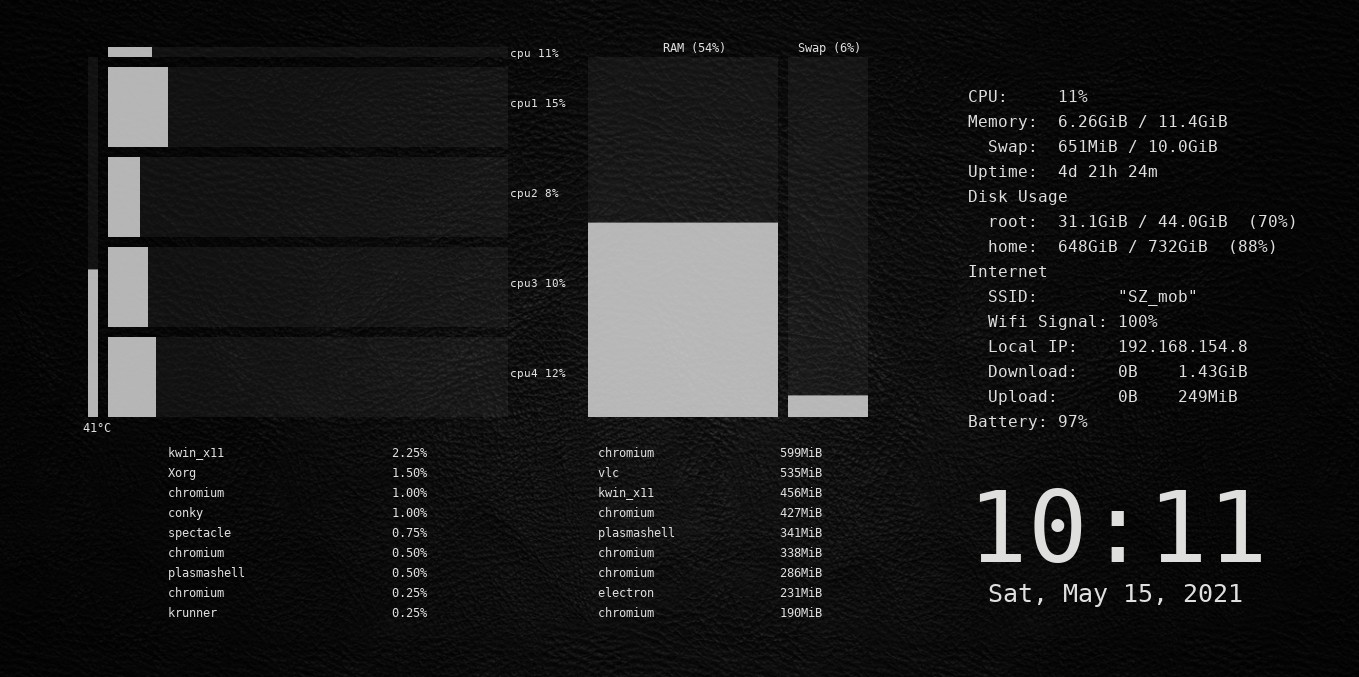 cpu 11%
cpu1 15%
cpu2 8%
cpu3 10%
cpu4 12%
41°C
RAM (54%) Swap (6%)
kwin_x11 2.25%
Xorg 1.50%
chromium 1.00%
conky 1.00%
spectacle 0.75%
chromium 0.50%
plasmashell 0.50%
chromium 0.25%
krunner 0.25%
chromium 599MiB
vlc 535MiB
kwin_x11 456MiB
chromium 427MiB
plasmashell 341MiB
chromium 338MiB
chromium 286MiB
electron 231MiB
chromium 190MiB
CPU: 11%
Memory: 6.26GiB / 11.4GiB
Swap: 651MiB / 10.0GiB
Uptime: 4d 21h 24m
Disk Usage
root: 31.1GiB / 44.0GiB (70%)
home: 648GiB / 732GiB (88%)
Internet
SSID: "SZ_mob"
Wifi Signal: 100%
Local IP: 192.168.154.8
Download: 0B 1.43GiB
Upload: 0B 249MiB
Battery: 97%
10:11
Sat, May 15, 2021